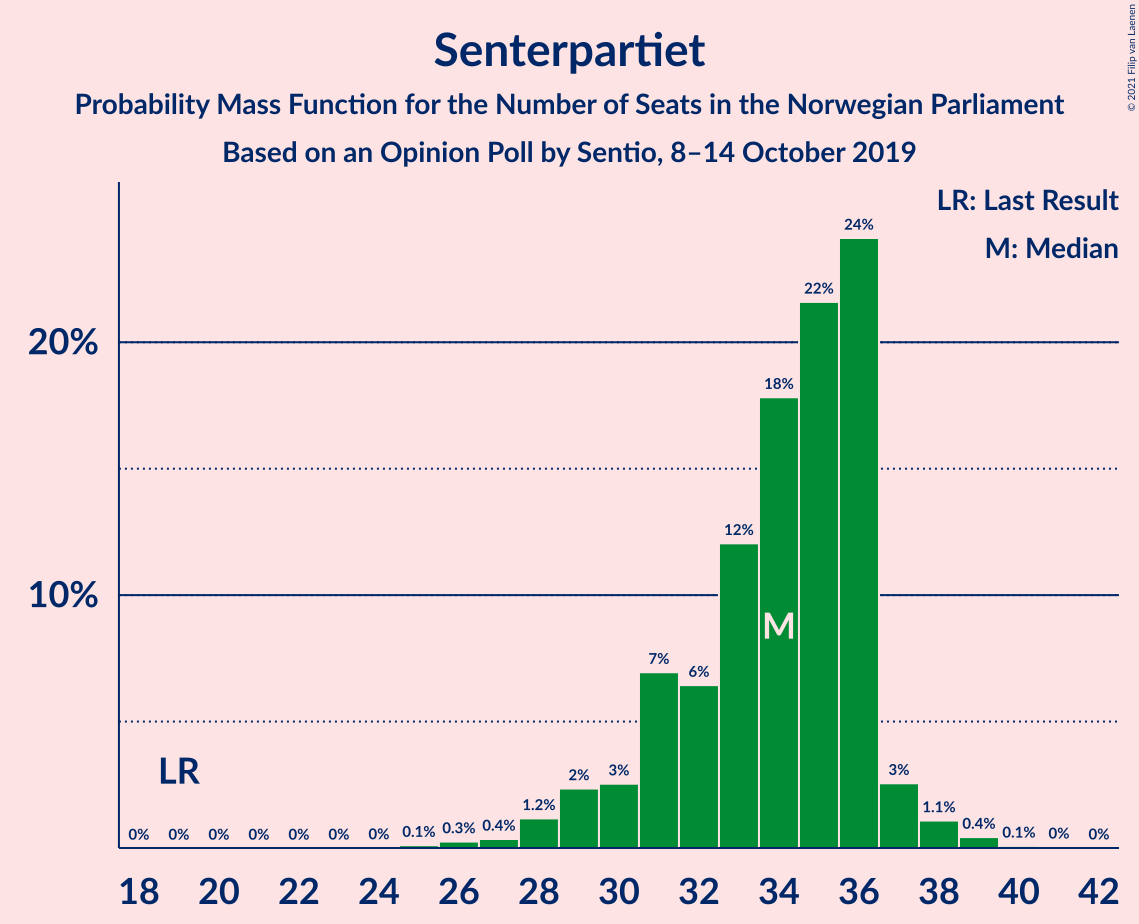 Senterpartiet
Probability Mass Function for the Number of Seats in the Norwegian Parliament
Based on an Opinion Poll by Sentio, 8–14 October 2019
© 2021 Filip van Laenen
LR: Last Result
M: Median
20%
10%
LR
M
0% 0% 0% 0% 0% 0% 0% 0.1% 0.3% 0.4% 1.2% 2% 3% 7% 6% 12% 18% 22% 24% 3% 1.1% 0.4% 0.1% 0% 0%
18 20 22 24 26 28 30 32 34 36 38 40 42